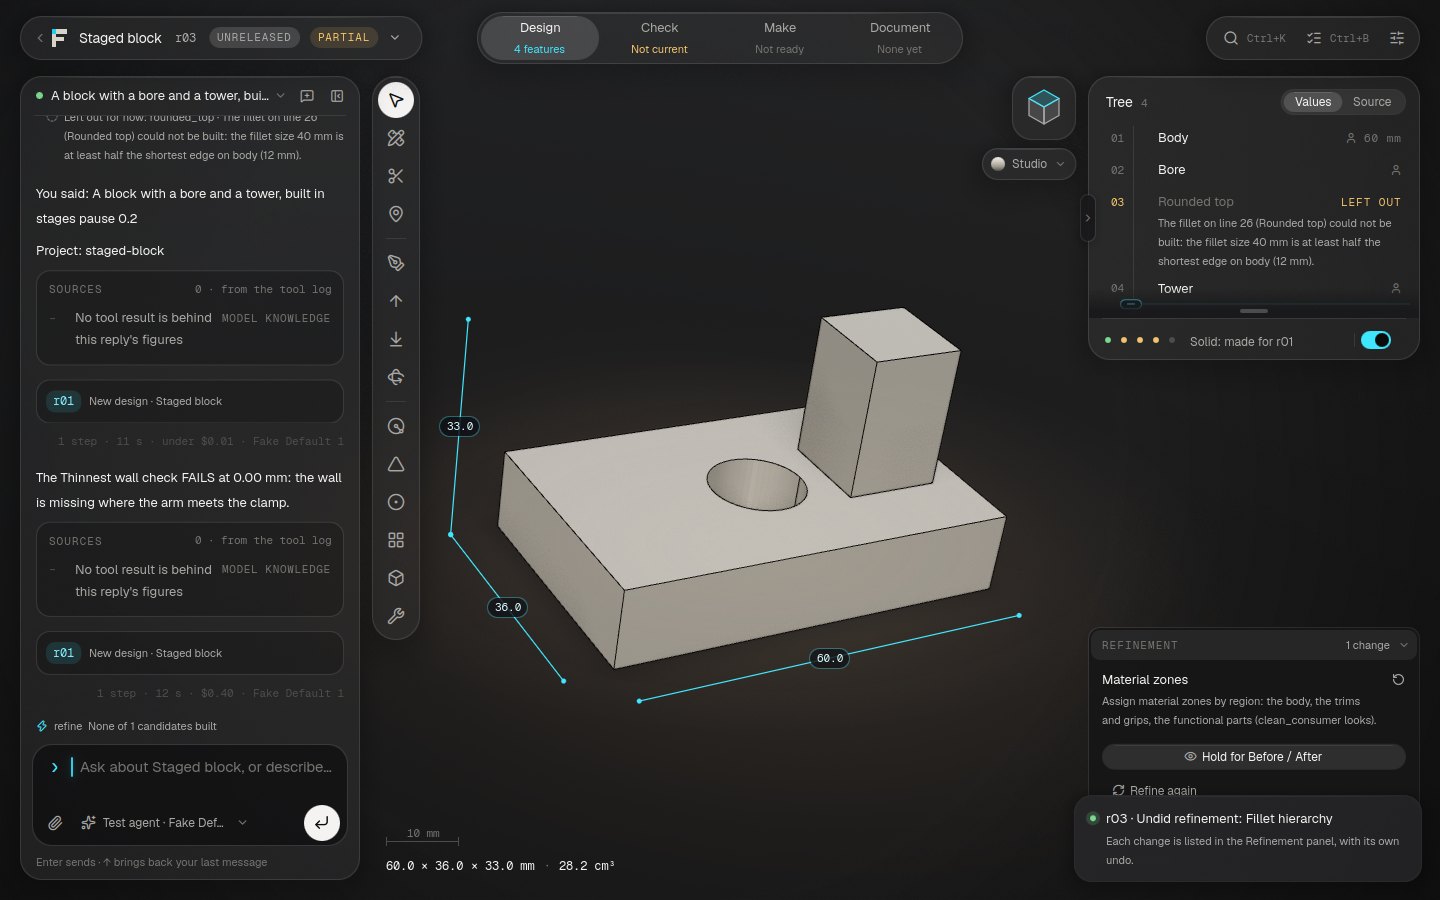 Staged block r03 UNRELEASED PARTIAL
Design
4 features
Check
Not current
Make
Not ready
Document
None yet
Ctrl+K
Ctrl+B
A block with a bore and a tower, bui...
Left out for now: rounded_top · The fillet on line 26
(Rounded top) could not be built: the fillet size 40 mm is
at least half the shortest edge on body (12 mm).
You said: A block with a bore and a tower, built in
stages pause 0.2
Project: staged-block
SOURCES 0 · from the tool log
– No tool result is behind MODEL KNOWLEDGE
this reply's figures
r01 New design · Staged block
1 step · 11 s · under $0.01 · Fake Default 1
The Thinnest wall check FAILS at 0.00 mm: the wall
is missing where the arm meets the clamp.
SOURCES 0 · from the tool log
– No tool result is behind MODEL KNOWLEDGE
this reply's figures
r01 New design · Staged block
1 step · 12 s · $0.40 · Fake Default 1
refine None of 1 candidates built
Ask about Staged block, or describe...
Test agent · Fake Def...
Enter sends · ↑ brings back your last message
33.0
36.0
60.0
10 mm
60.0 × 36.0 × 33.0 mm · 28.2 cm³
Studio
Tree 4
Values Source
01 Body 60 mm
02 Bore
03 Rounded top LEFT OUT
The fillet on line 26 (Rounded top) could not be
built: the fillet size 40 mm is at least half the
shortest edge on body (12 mm).
04 Tower
Solid: made for r01
REFINEMENT 1 change
Material zones
Assign material zones by region: the body, the trims
and grips, the functional parts (clean_consumer looks).
Hold for Before / After
Refine again
r03 · Undid refinement: Fillet hierarchy
Each change is listed in the Refinement panel, with its own
undo.